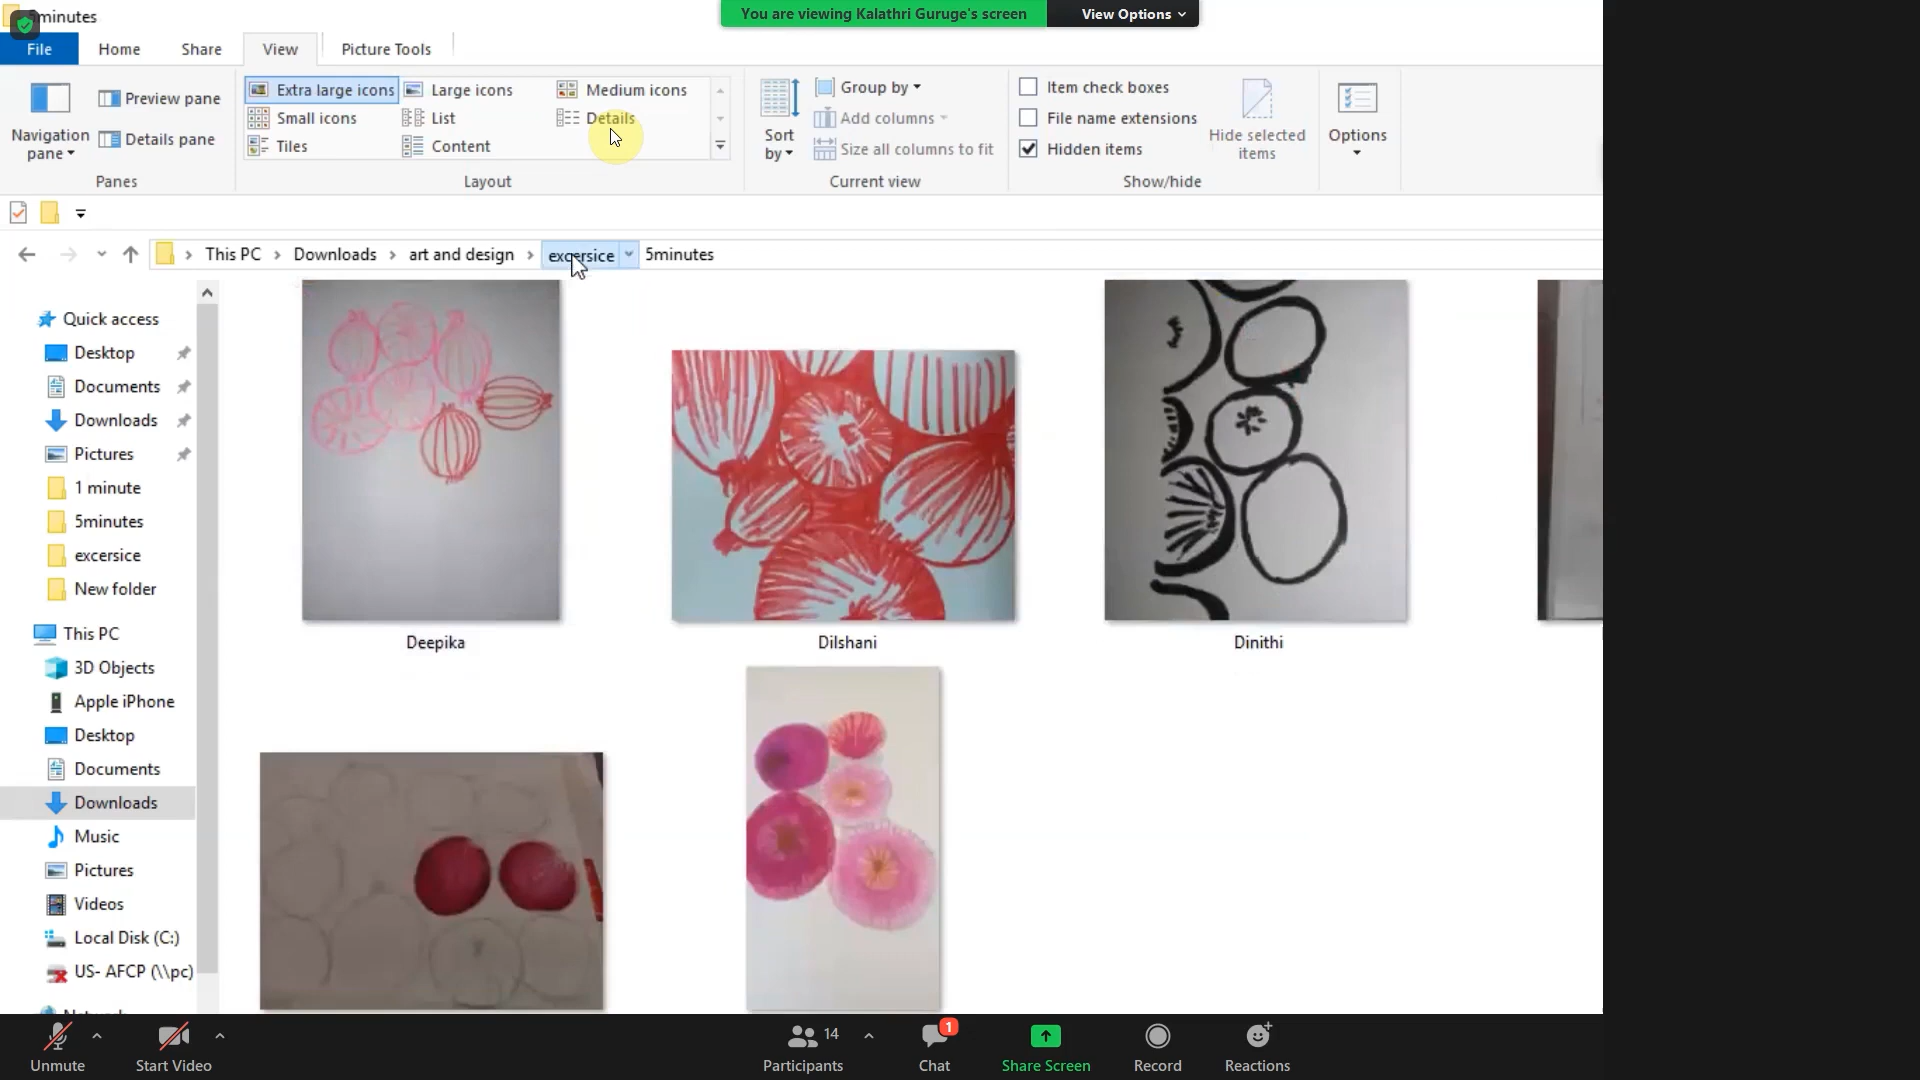 5minutes
You are viewing Kalathri Guruge's screen
View Options
File
Home
Share
View
Picture Tools
Navigation pane
Preview pane
Details pane
Panes
Extra large icons
Large icons
Medium icons
Small icons
List
Details
Tiles
Content
Layout
Sort by
Group by
Add columns
Size all columns to fit
Current view
Item check boxes
File name extensions
Hidden items
Hide selected items
Show/hide
Options
This PC
Downloads
art and design
excersice
5minutes
Quick access
Desktop
Documents
Downloads
Pictures
1 minute
5minutes
excersice
New folder
This PC
3D Objects
Apple iPhone
Desktop
Documents
Downloads
Music
Pictures
Videos
Local Disk (C:)
US- AFCP (\\pc)
Deepika
Dilshani
Dinithi
Unmute
Start Video
14
Participants
1
Chat
Share Screen
Record
Reactions